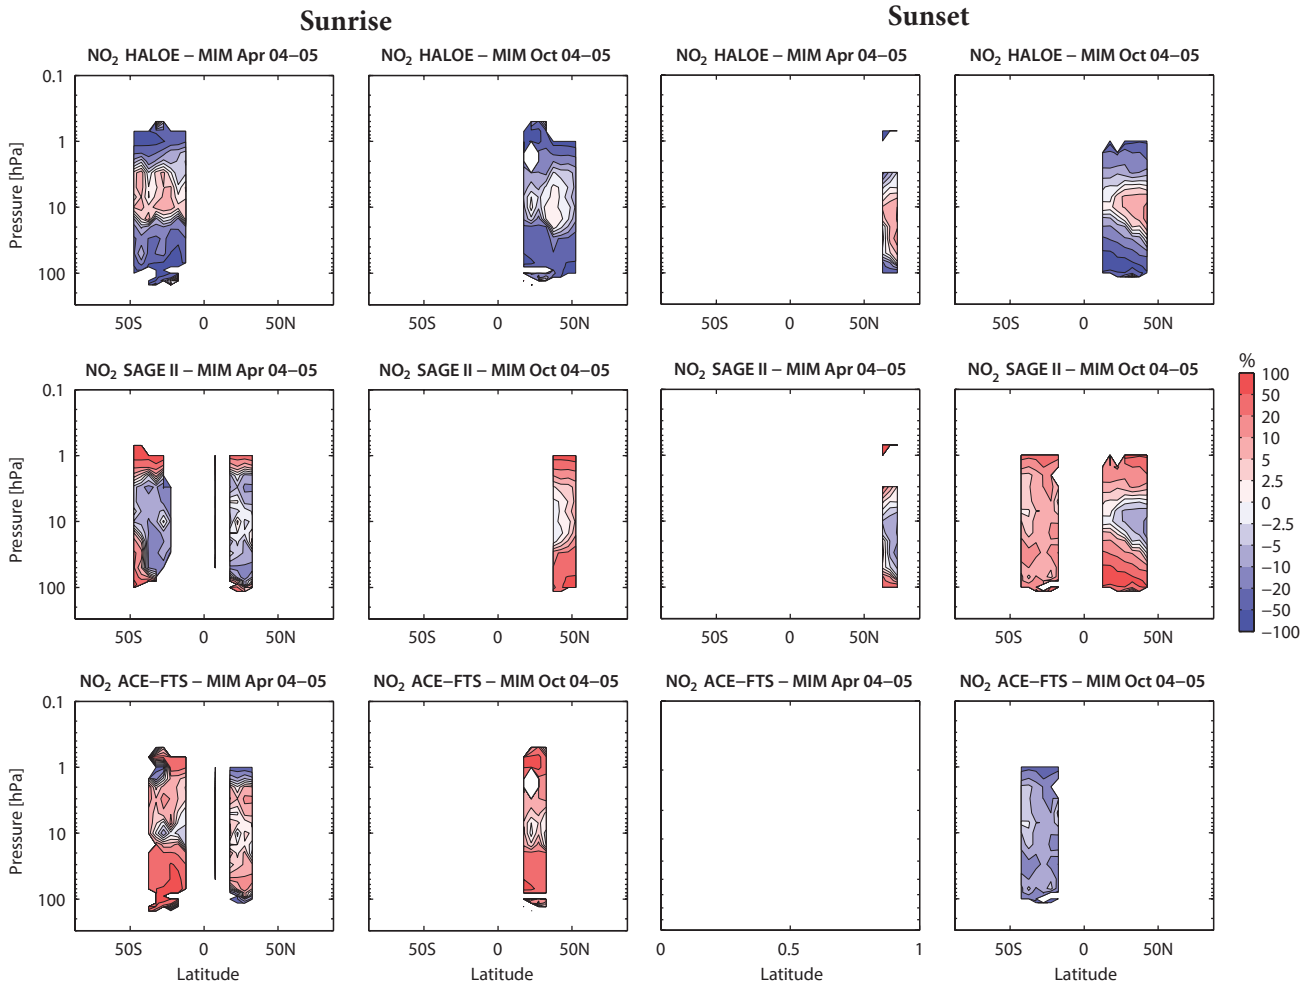 Sunrise
Sunset
NO2 HALOE – MIM Apr 04–05
NO2 HALOE – MIM Oct 04–05
NO2 HALOE – MIM Apr 04–05
NO2 HALOE – MIM Oct 04–05
0.1
1
10
100
Pressure [hPa]
50S 0 50N
50S 0 50N
50S 0 50N
50S 0 50N
NO2 SAGE II – MIM Apr 04–05
NO2 SAGE II – MIM Oct 04–05
NO2 SAGE II – MIM Apr 04–05
NO2 SAGE II – MIM Oct 04–05
0.1
1
10
100
Pressure [hPa]
50S 0 50N
50S 0 50N
50S 0 50N
50S 0 50N
%
100
50
20
10
5
2.5
0
−2.5
−5
−10
−20
−50
−100
NO2 ACE–FTS – MIM Apr 04–05
NO2 ACE–FTS – MIM Oct 04–05
NO2 ACE–FTS – MIM Apr 04–05
NO2 ACE–FTS – MIM Oct 04–05
0.1
1
10
100
Pressure [hPa]
50S 0 50N
50S 0 50N
0 0.5 1
50S 0 50N
Latitude
Latitude
Latitude
Latitude